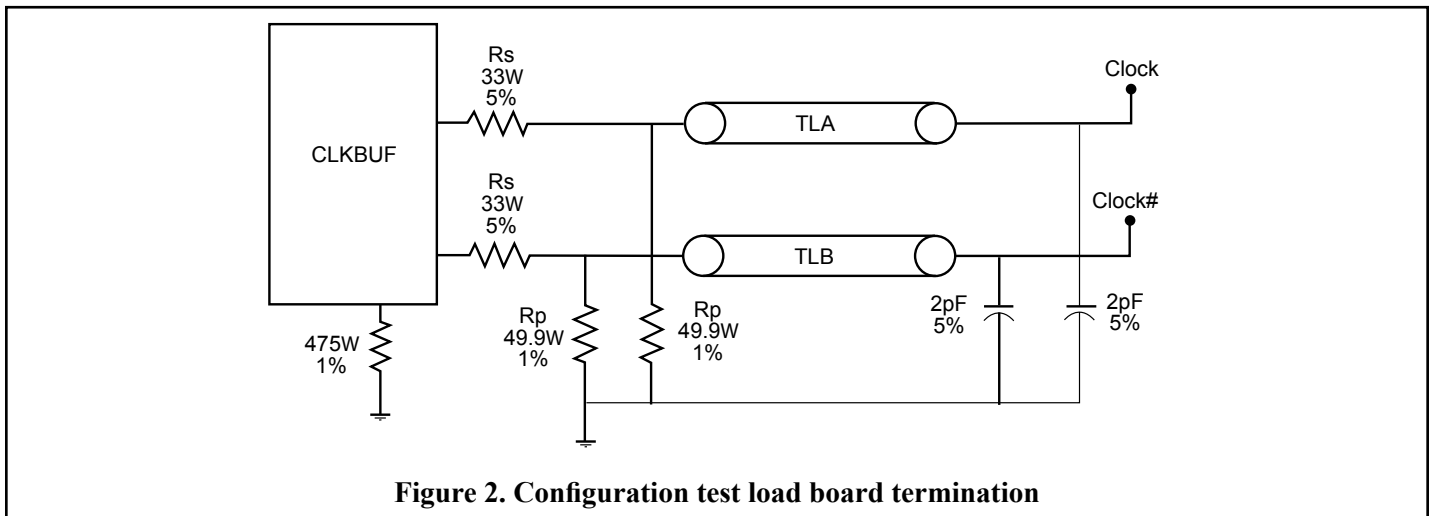 Rs
33W
5%
Clock
TLA
CLKBUF
Rs
33W
5%
Clock#
TLB
475W
1%
Rp
49.9W
1%
Rp
49.9W
1%
2pF
5%
2pF
5%
Figure 2. Configuration test load board termination